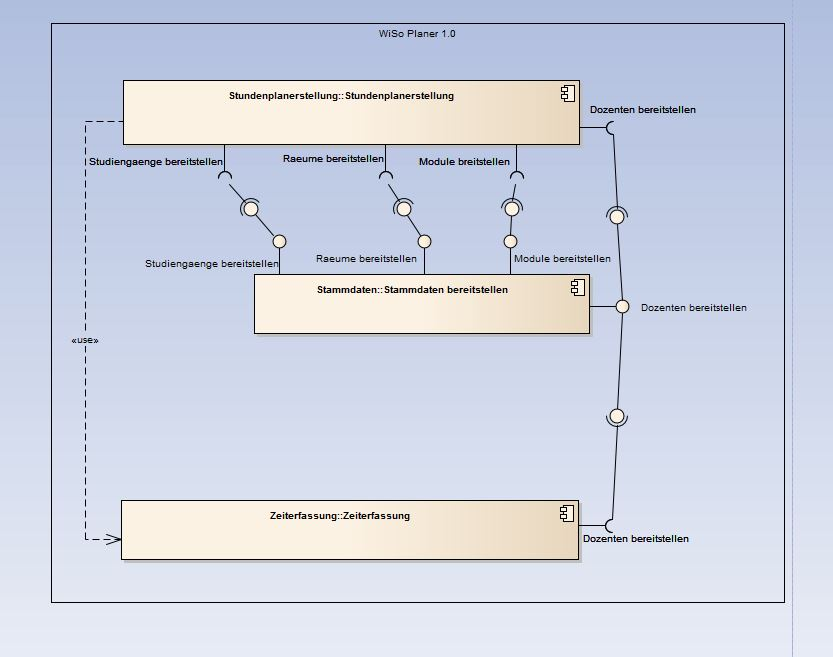 WiSo Planer 1.0
Stundenplanerstellung::Stundenplanerstellung
Dozenten bereitstellen
Studiengaenge bereitstellen
Raeume bereitstellen
Module breitstellen
Studiengaenge bereitstellen
Raeume bereitstellen
Module bereitstellen
Stammdaten::Stammdaten bereitstellen
Dozenten bereitstellen
«use»
Zeiterfassung::Zeiterfassung
Dozenten bereitstellen